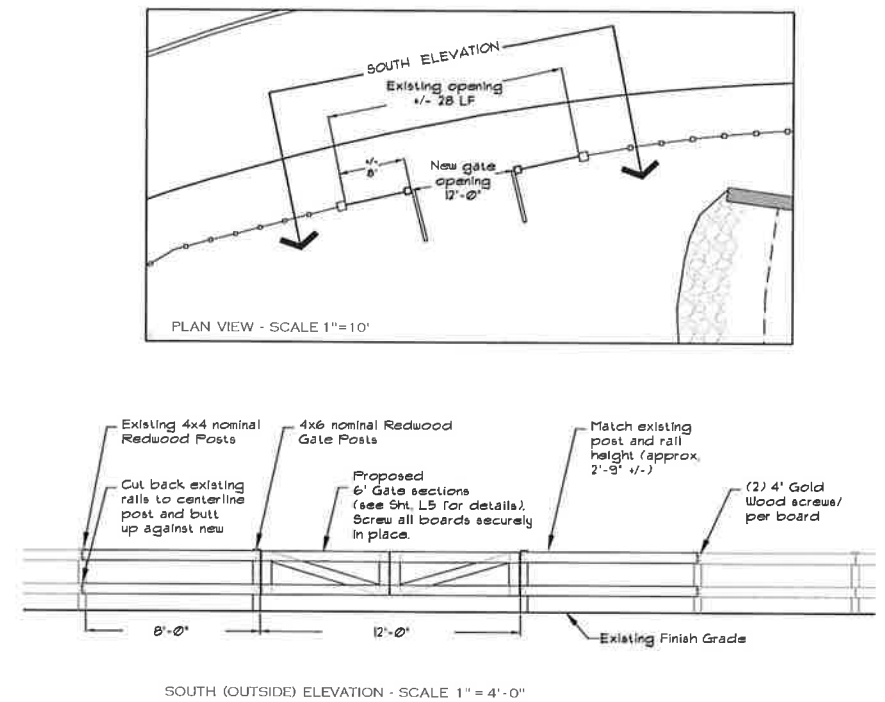 SOUTH ELEVATION
Existing opening
+/- 28 LF
+/-
8'
New gate
opening
12'-0"
PLAN VIEW - SCALE 1"=10'
Existing 4x4 nominal
Redwood Posts
4x6 nominal Redwood
Gate Posts
Match existing
post and rail
height (approx.
2'-9" +/-)
Cut back existing
rails to centerline
post and butt
up against new
Proposed
6' Gate sections
(see Sht. L5 for details).
Screw all boards securely
in place.
(2) 4" Gold
Wood screws/
per board
8'-0"
12'-0"
Existing Finish Grade
SOUTH (OUTSIDE) ELEVATION - SCALE 1" = 4'-0"